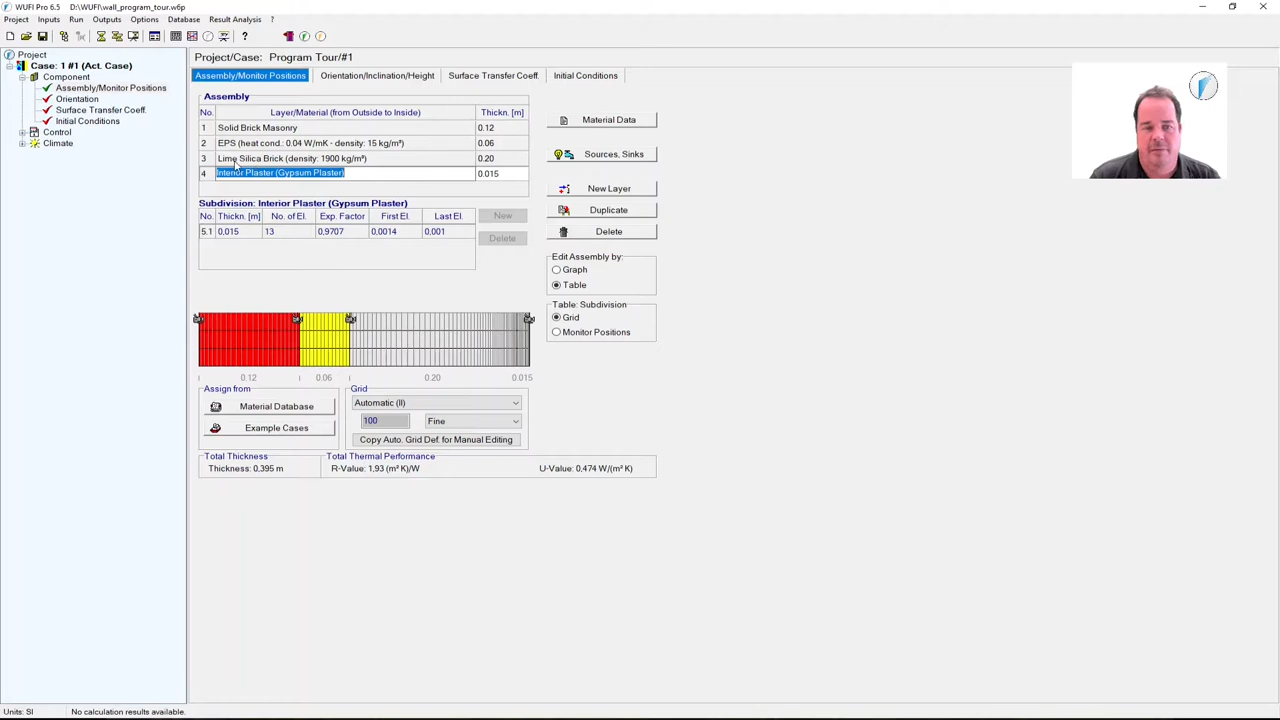 WUFI Pro 6.5 D:\WUFI\wall_program_tour.w6p
Project Inputs Run Outputs Options Database Result Analysis ?
?
Project
Case: 1 #1 (Act. Case)
Component
Assembly/Monitor Positions
Orientation
Surface Transfer Coeff.
Initial Conditions
Control
Climate
Project/Case: Program Tour/#1
Assembly/Monitor Positions Orientation/Inclination/Height Surface Transfer Coeff. Initial Conditions
Assembly
No. Layer/Material (from Outside to Inside) Thickn. [m]
1 Solid Brick Masonry 0.12
2 EPS (heat cond.: 0.04 W/mK - density: 15 kg/m³) 0.06
3 Lime Silica Brick (density: 1900 kg/m³) 0.20
4 Interior Plaster (Gypsum Plaster) 0.015
Material Data
Sources, Sinks
New Layer
Duplicate
Delete
Subdivision: Interior Plaster (Gypsum Plaster)
No. Thickn. [m] No. of El. Exp. Factor First El. Last El.
5.1 0,015 13 0,9707 0,0014 0,001
New
Delete
Edit Assembly by:
Graph
Table
Table: Subdivision
Grid
Monitor Positions
0.12 0.06 0.20 0.015
Assign from
Material Database
Example Cases
Grid
Automatic (II)
100 Fine
Copy Auto. Grid Def. for Manual Editing
Total Thickness
Thickness: 0,395 m
Total Thermal Performance
R-Value: 1,93 (m² K)/W U-Value: 0,474 W/(m² K)
Units: SI No calculation results available.